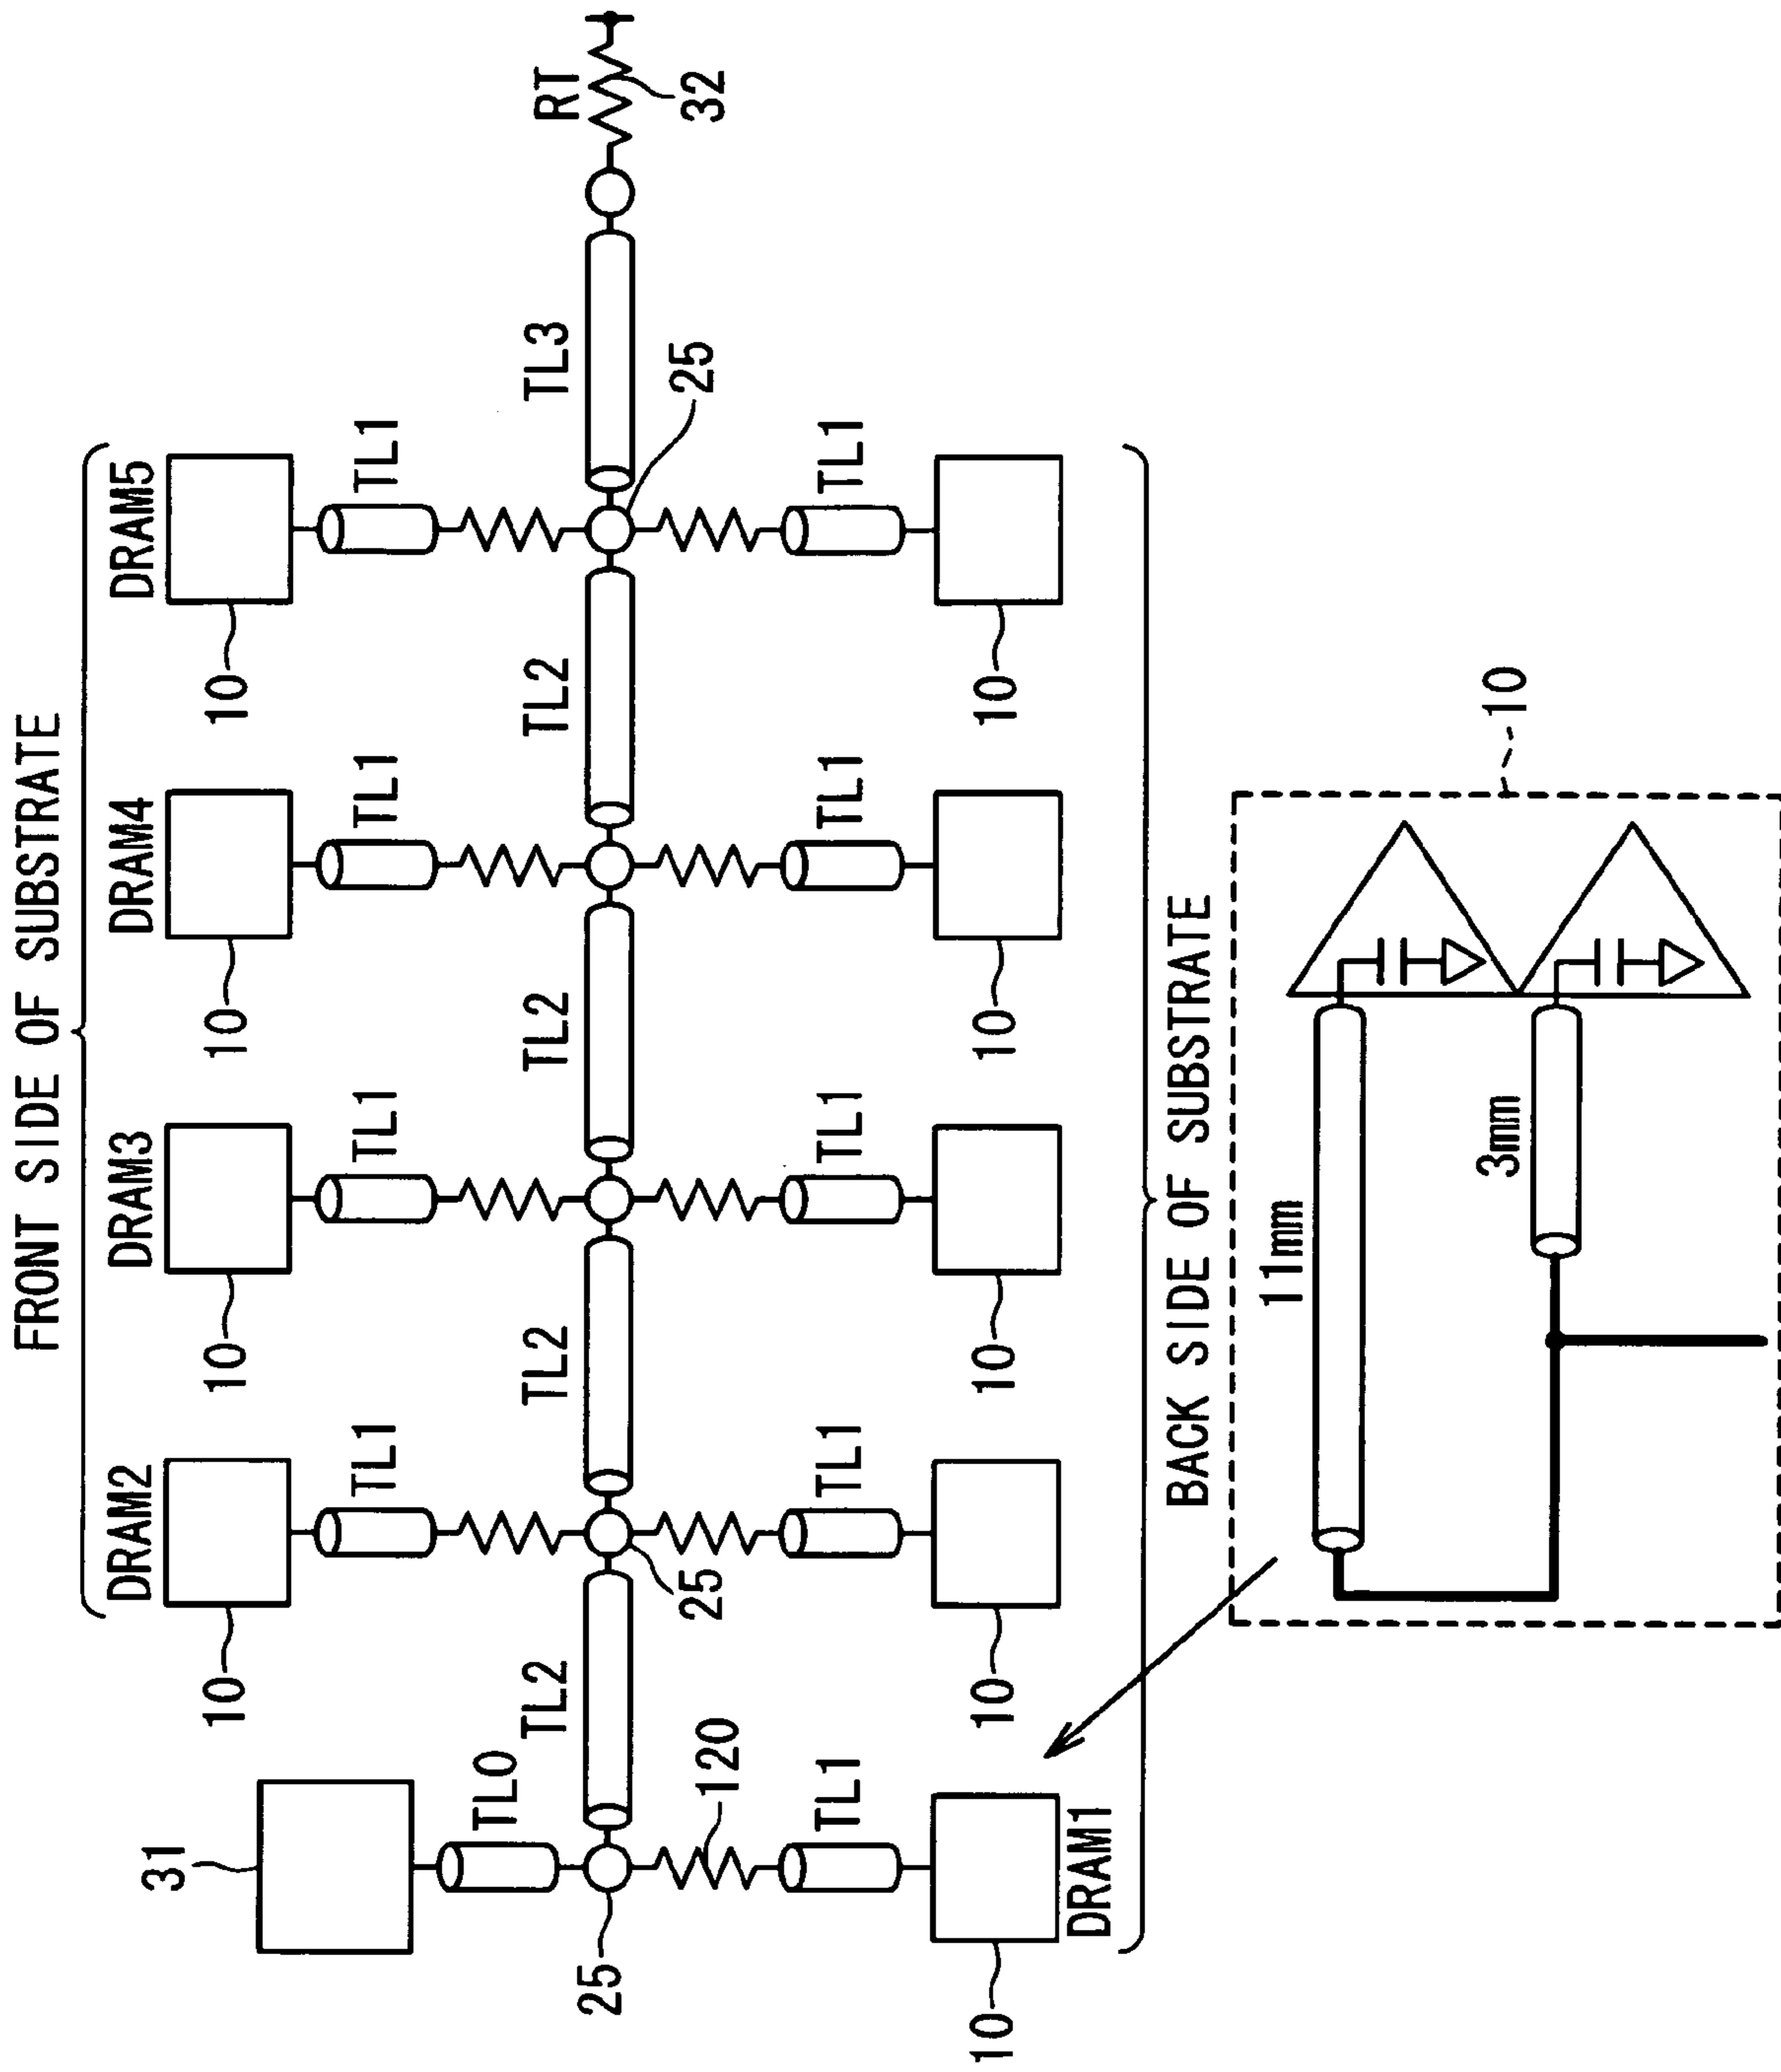 FRONT SIDE OF SUBSTRATE
DRAM2
DRAM3
DRAM4
DRAM5
31
10
10
10
10
TL0
TL1
TL1
TL1
TL1
RT
32
TL2
TL2
TL2
TL2
TL3
25
25
25
120
TL1
TL1
TL1
TL1
TL1
10
10
10
10
10
DRAM1
BACK SIDE OF SUBSTRATE
11mm
3mm
10